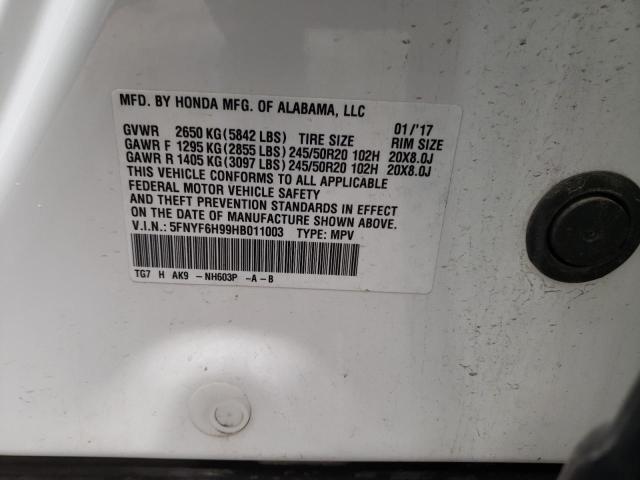 MFD. BY HONDA MFG. OF ALABAMA, LLC
GVWR 2650 KG (5842 LBS) TIRE SIZE 01/'17 RIM SIZE
GAWR F 1295 KG (2855 LBS) 245/50R20 102H 20X8.0J
GAWR R 1405 KG (3097 LBS) 245/50R20 102H 20X8.0J
THIS VEHICLE CONFORMS TO ALL APPLICABLE
FEDERAL MOTOR VEHICLE SAFETY
AND THEFT PREVENTION STANDARDS IN EFFECT
ON THE DATE OF MANUFACTURE SHOWN ABOVE.
V.I.N.: 5FNYF6H99HB011003 TYPE: MPV
TG7 H AK9 -NH603P -A-B